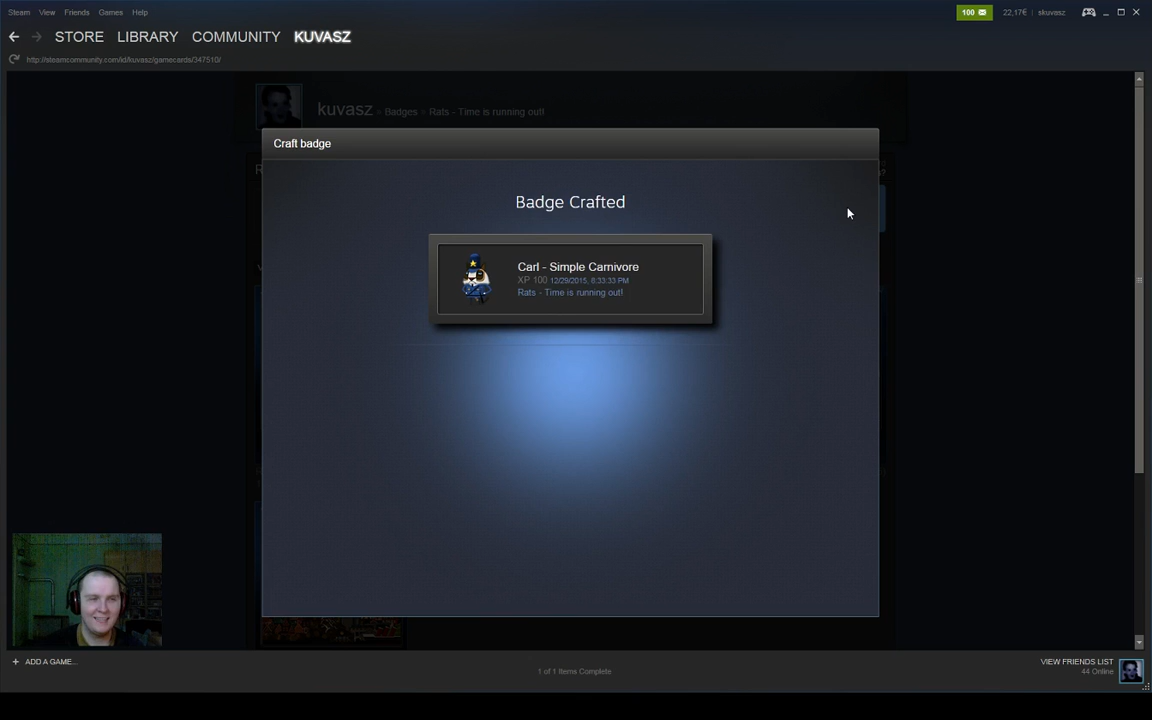 Steam View Friends Games Help
100 22,17€ skuvasz
STORE LIBRARY COMMUNITY KUVASZ
http://steamcommunity.com/id/kuvasz/gamecards/347510/
kuvasz Badges Rats - Time is running out!
Craft badge
Badge Crafted
Carl - Simple Carnivore
XP 100 12/29/2015, 8:33:33 PM
Rats - Time is running out!
+ ADD A GAME...
1 of 1 Items Complete
VIEW FRIENDS LIST
44 Online